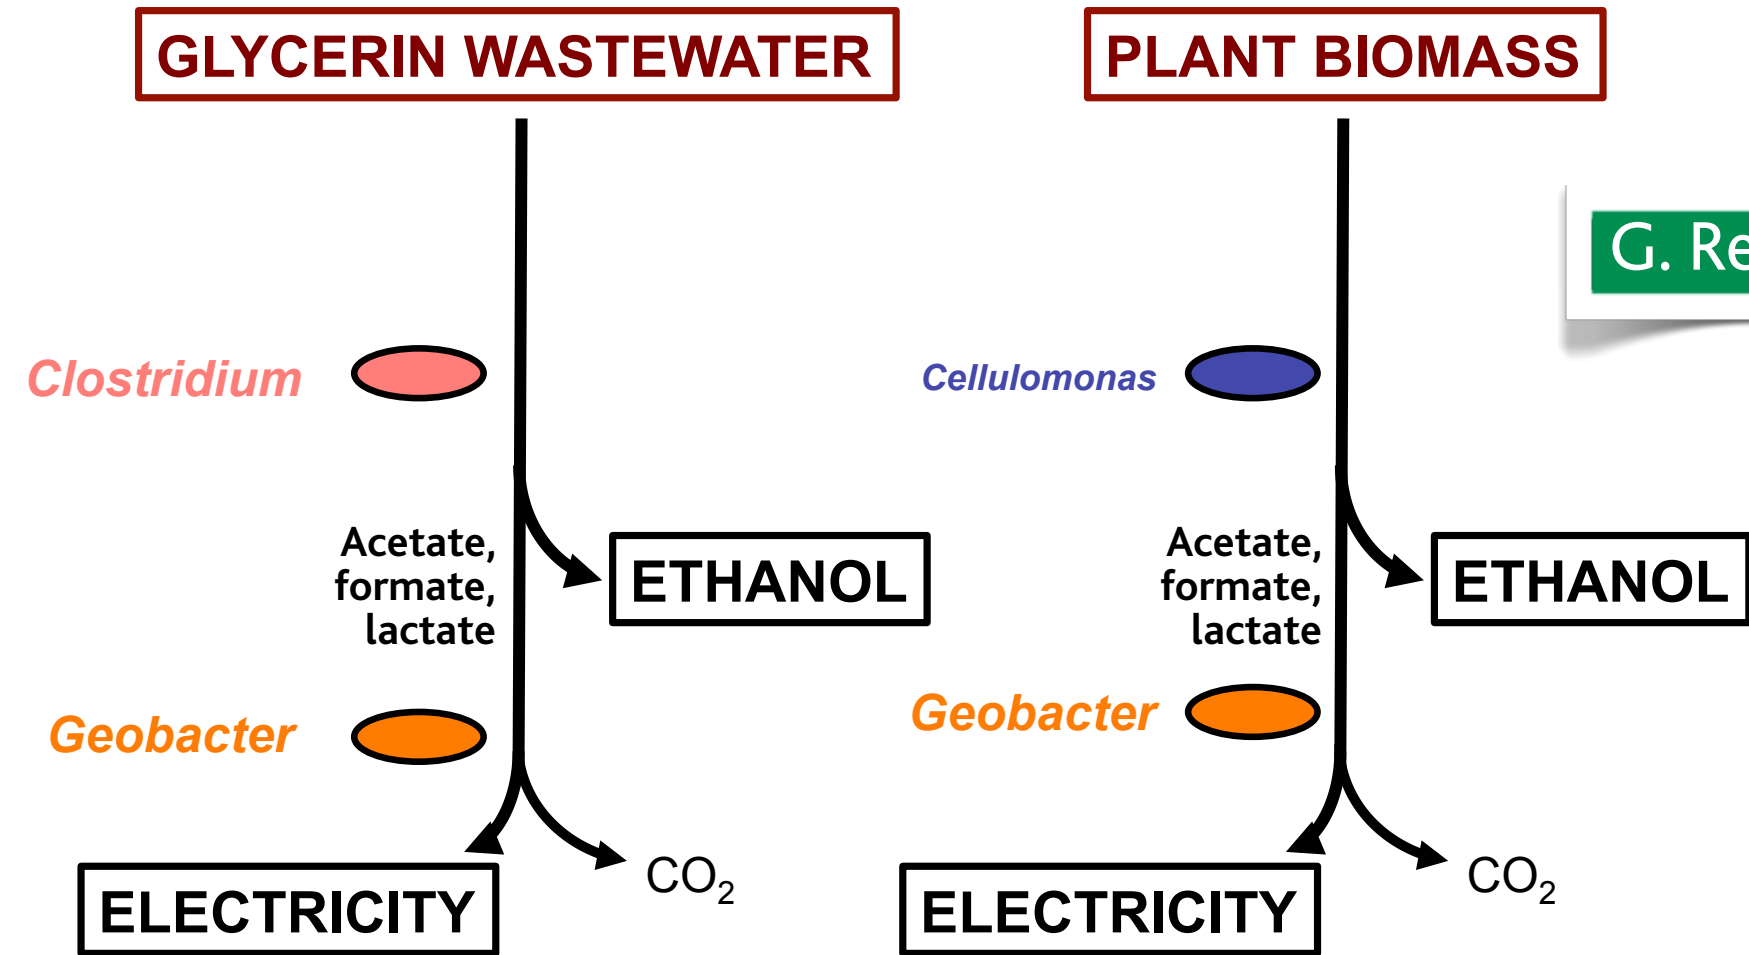 GLYCERIN WASTEWATER
PLANT BIOMASS
G. Re
Clostridium
Cellulomonas
Acetate,
formate,
lactate
ETHANOL
Acetate,
formate,
lactate
ETHANOL
Geobacter
Geobacter
ELECTRICITY
CO₂
ELECTRICITY
CO₂